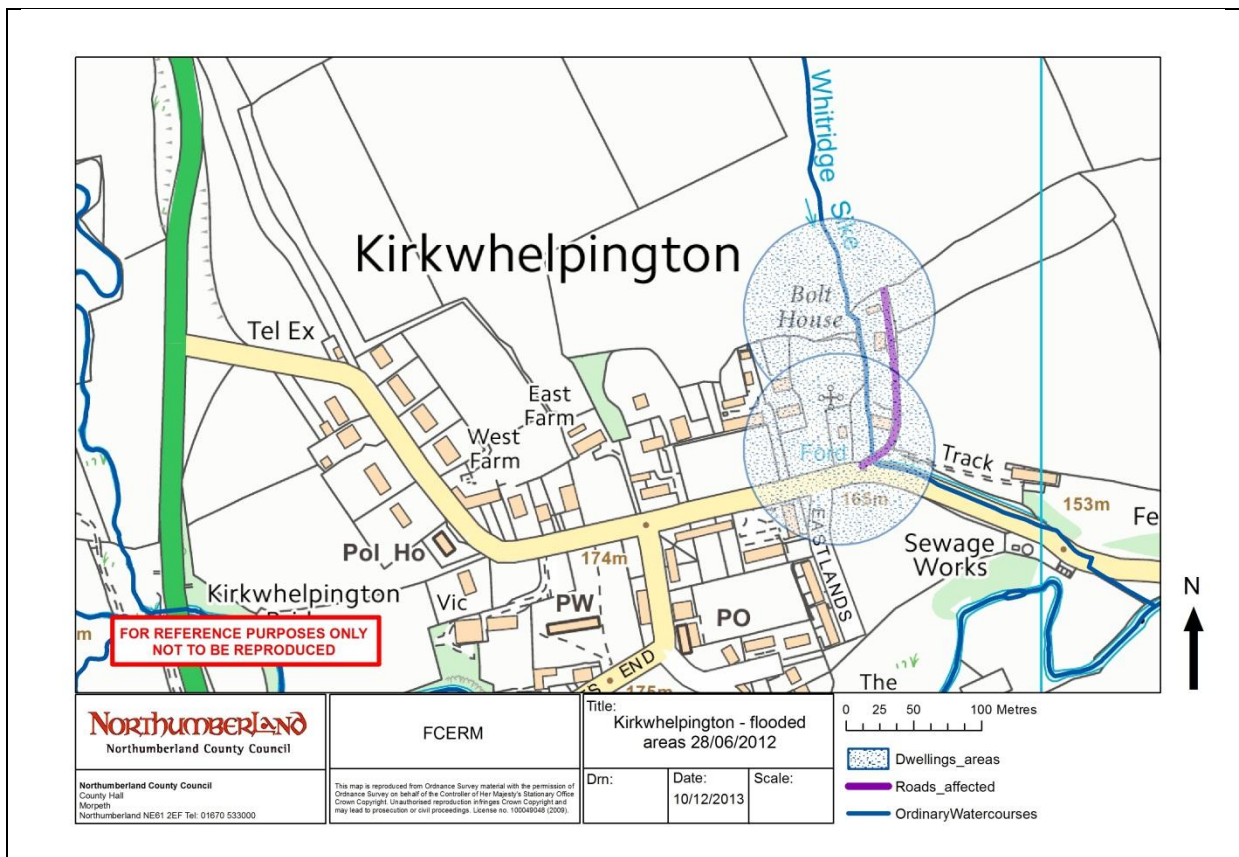 Whitridge Sike
Kirkwhelpington
Bolt
House
Tel Ex
East
Farm
West
Farm
Ford
Track
165m
153m
Fe
EASTLANDS
Sewage
Works
Pol Ho
174m
Kirkwhelpington
Vic
PW
PO
END
175m
The
m
FOR REFERENCE PURPOSES ONLY
NOT TO BE REPRODUCED
N
NORTHUMBERLAND
Northumberland County Council
Northumberland County Council
County Hall
Morpeth
Northumberland NE61 2EF Tel: 01670 533000
FCERM
This map is reproduced from Ordnance Survey material with the permission of
Ordnance Survey on behalf of the Controller of Her Majesty's Stationary Office
Crown Copyright. Unauthorised reproduction infringes Crown Copyright and
may lead to prosecution or civil proceedings. License no. 100049048 (2009).
Title:
Kirkwhelpington - flooded
areas 28/06/2012
Drn:
Date:
10/12/2013
Scale:
0 25 50 100 Metres
Dwellings_areas
Roads_affected
OrdinaryWatercourses